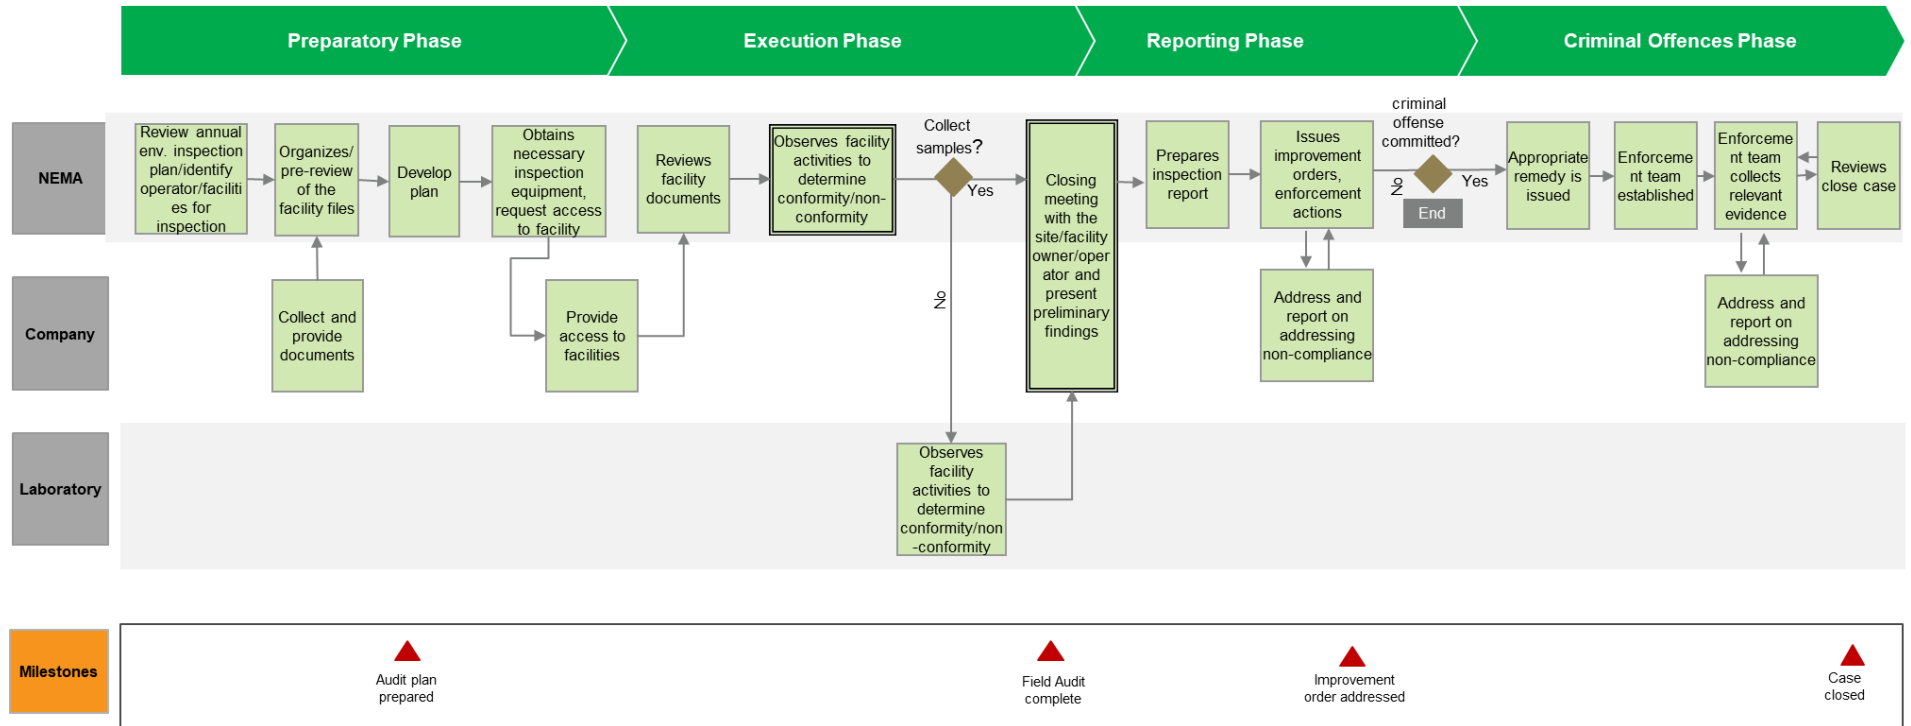 Preparatory Phase
Execution Phase
Reporting Phase
Criminal Offences Phase
NEMA
Review annual
env. inspection
plan/identify
operator/faciliti
es for
inspection
Organizes/
pre-review
of the
facility files
Develop
plan
Obtains
necessary
inspection
equipment,
request access
to facility
Reviews
facility
documents
Observes facility
activities to
determine
conformity/non-
conformity
Collect
samples?
Yes
No
Closing
meeting
with the
site/facility
owner/oper
ator and
present
preliminary
findings
Prepares
inspection
report
Issues
improvement
orders,
enforcement
actions
criminal
offense
committed?
No
Yes
End
Appropriate
remedy is
issued
Enforceme
nt team
established
Enforceme
nt team
collects
relevant
evidence
Reviews
close case
Company
Collect and
provide
documents
Provide
access to
facilities
Address and
report on
addressing
non-compliance
Address and
report on
addressing
non-compliance
Laboratory
Observes
facility
activities to
determine
conformity/non
-conformity
Milestones
Audit plan
prepared
Field Audit
complete
Improvement
order addressed
Case
closed